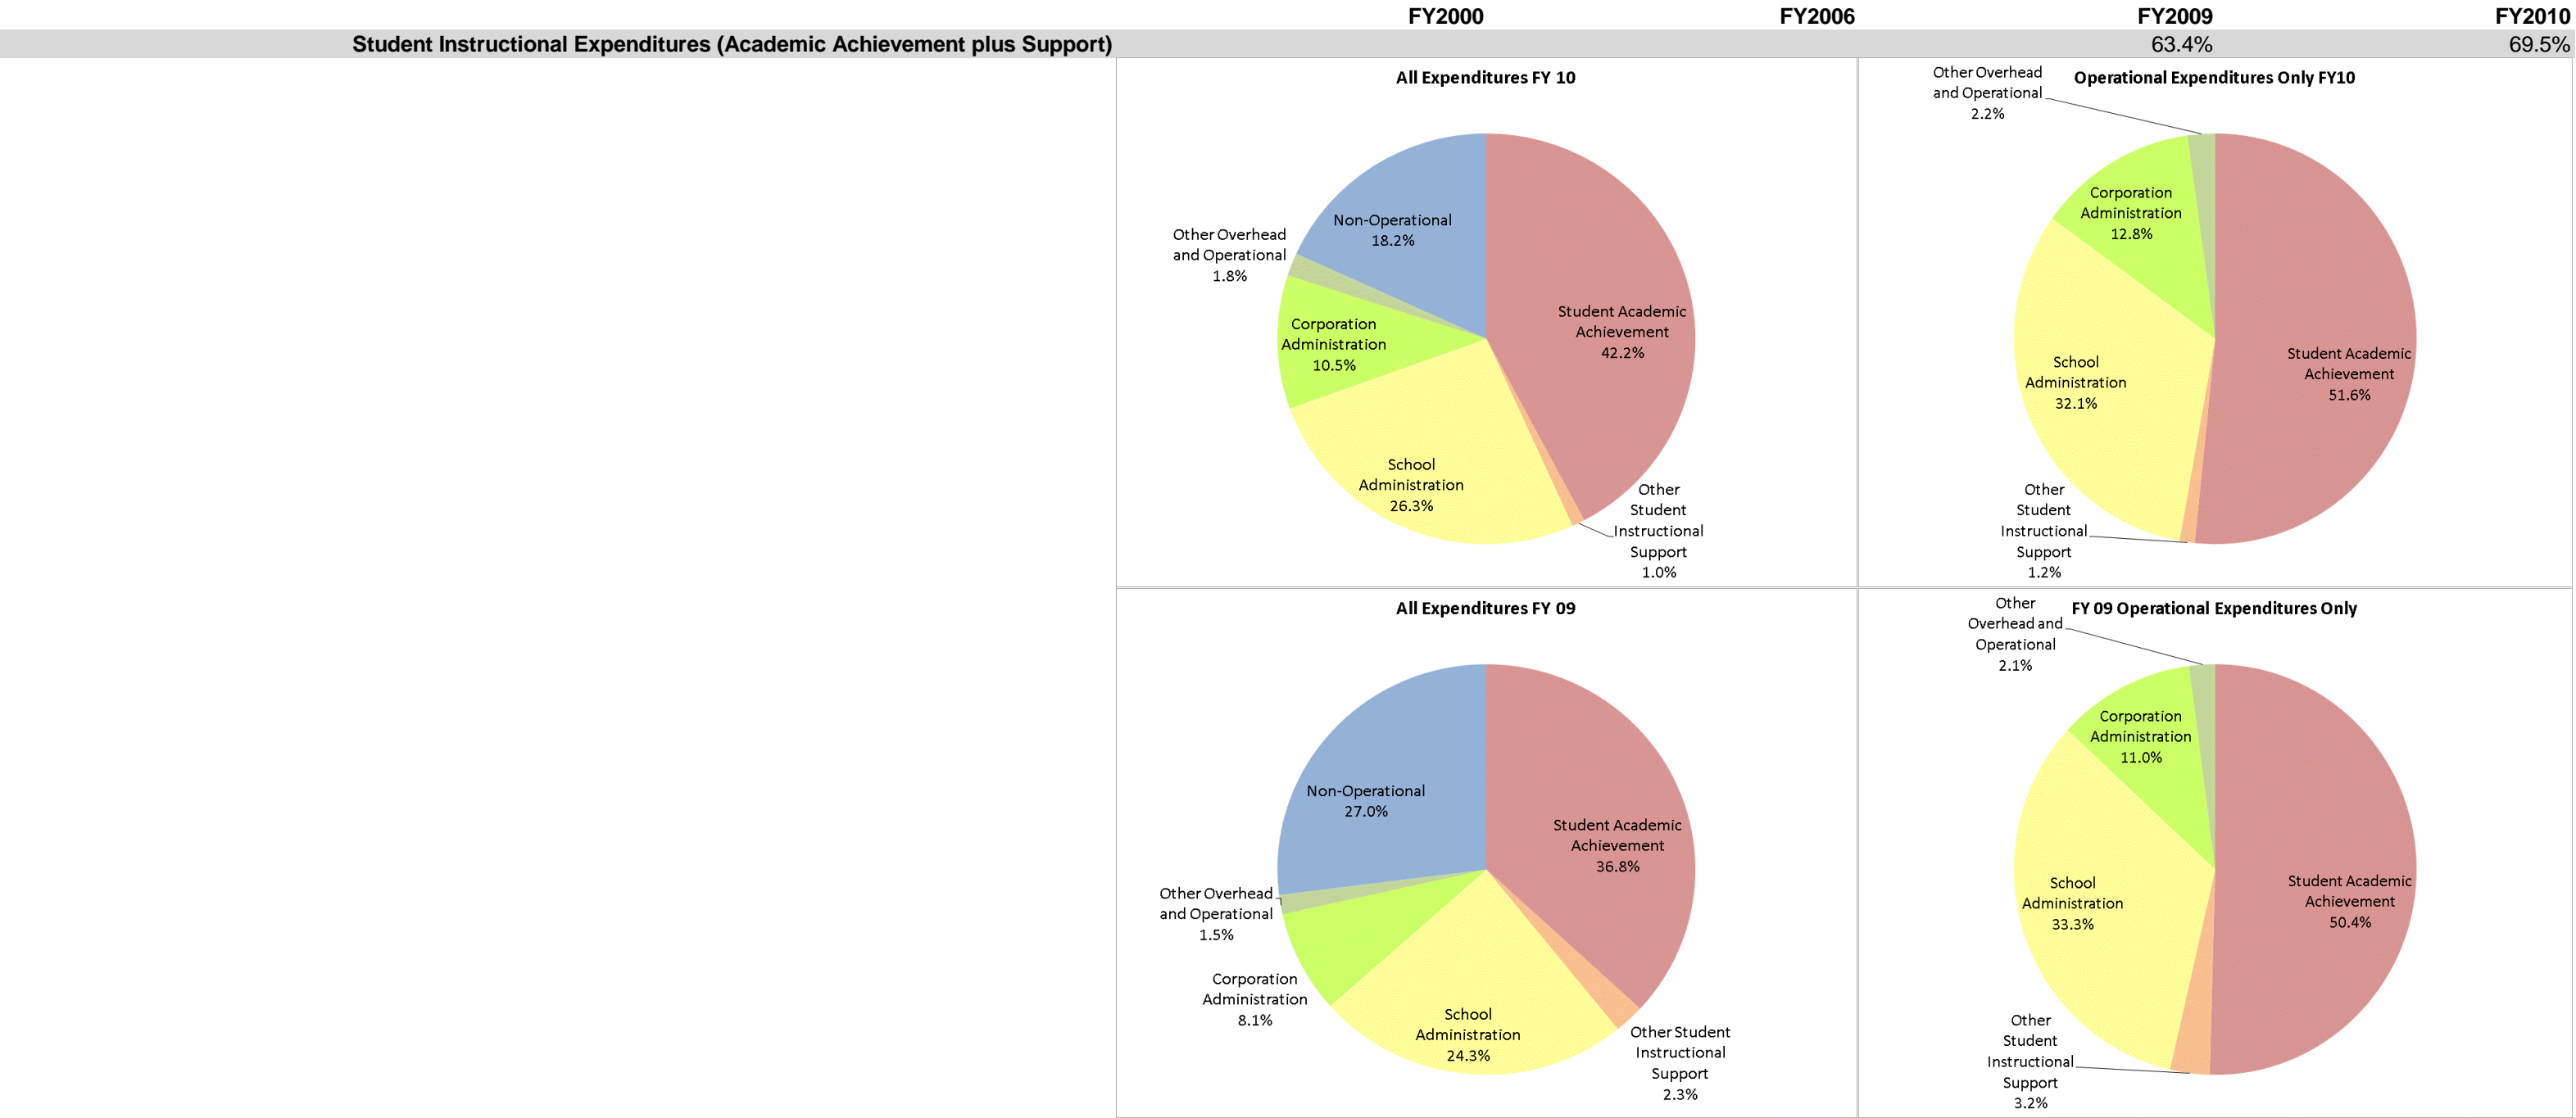 FY2000 FY2006 FY2009 FY2010
Student Instructional Expenditures (Academic Achievement plus Support) 63.4% 69.5%
All Expenditures FY 10
Non-Operational
18.2%
Other Overhead
and Operational
1.8%
Student Academic
Achievement
42.2%
Corporation
Administration
10.5%
School
Administration
26.3%
Other
Student
Instructional
Support
1.0%
Operational Expenditures Only FY10
Other Overhead
and Operational
2.2%
Corporation
Administration
12.8%
School
Administration
32.1%
Student Academic
Achievement
51.6%
Other
Student
Instructional
Support
1.2%
All Expenditures FY 09
Non-Operational
27.0%
Student Academic
Achievement
36.8%
Other Overhead
and Operational
1.5%
Corporation
Administration
8.1%
School
Administration
24.3%
Other Student
Instructional
Support
2.3%
FY 09 Operational Expenditures Only
Other
Overhead and
Operational
2.1%
Corporation
Administration
11.0%
School
Administration
33.3%
Student Academic
Achievement
50.4%
Other
Student
Instructional
Support
3.2%